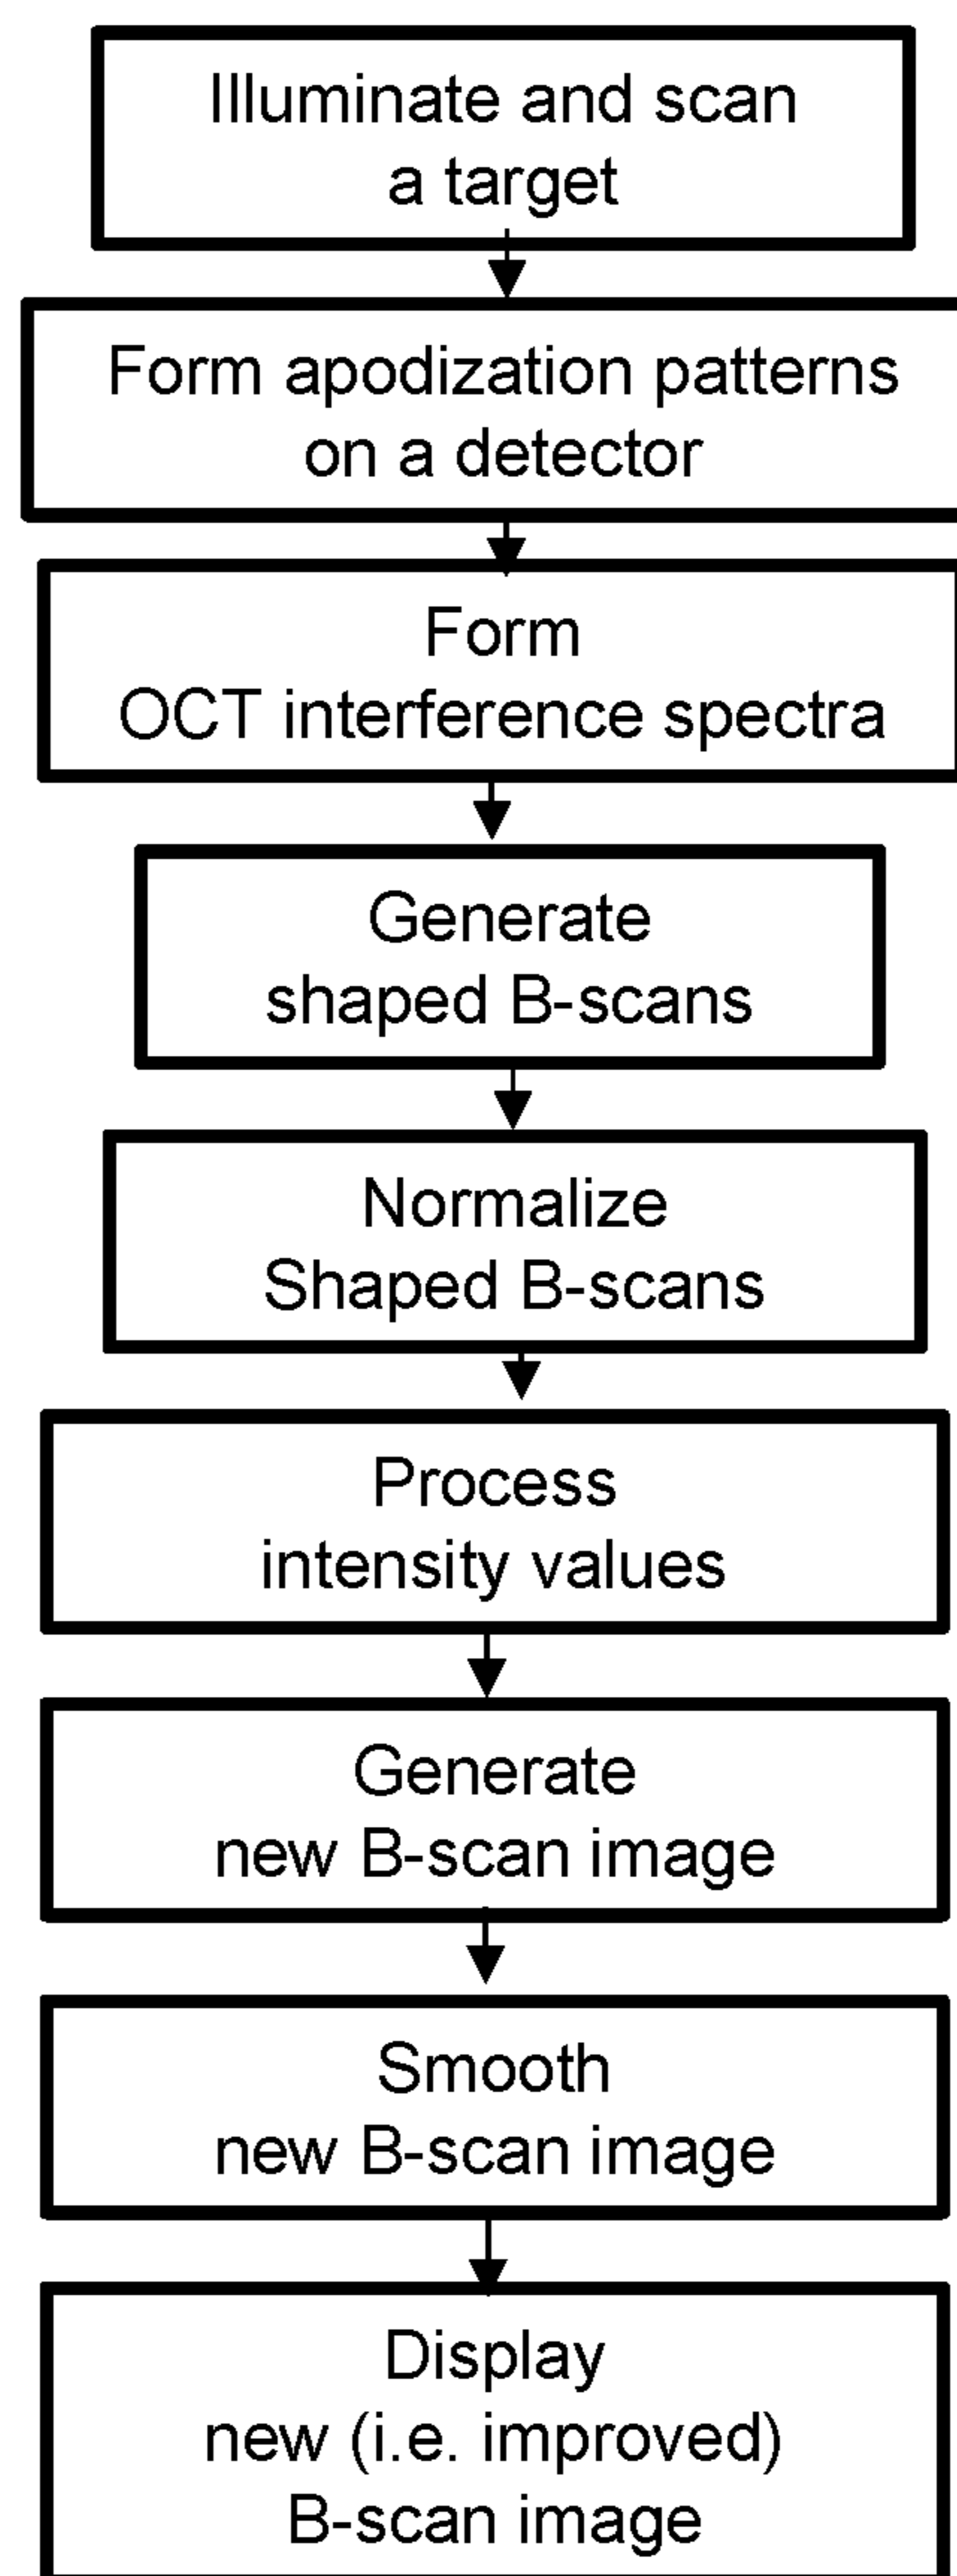 Illuminate and scan
a target
Form apodization patterns
on a detector
Form
OCT interference spectra
Generate
shaped B-scans
Normalize
Shaped B-scans
Process
intensity values
Generate
new B-scan image
Smooth
new B-scan image
Display
new (i.e. improved)
B-scan image